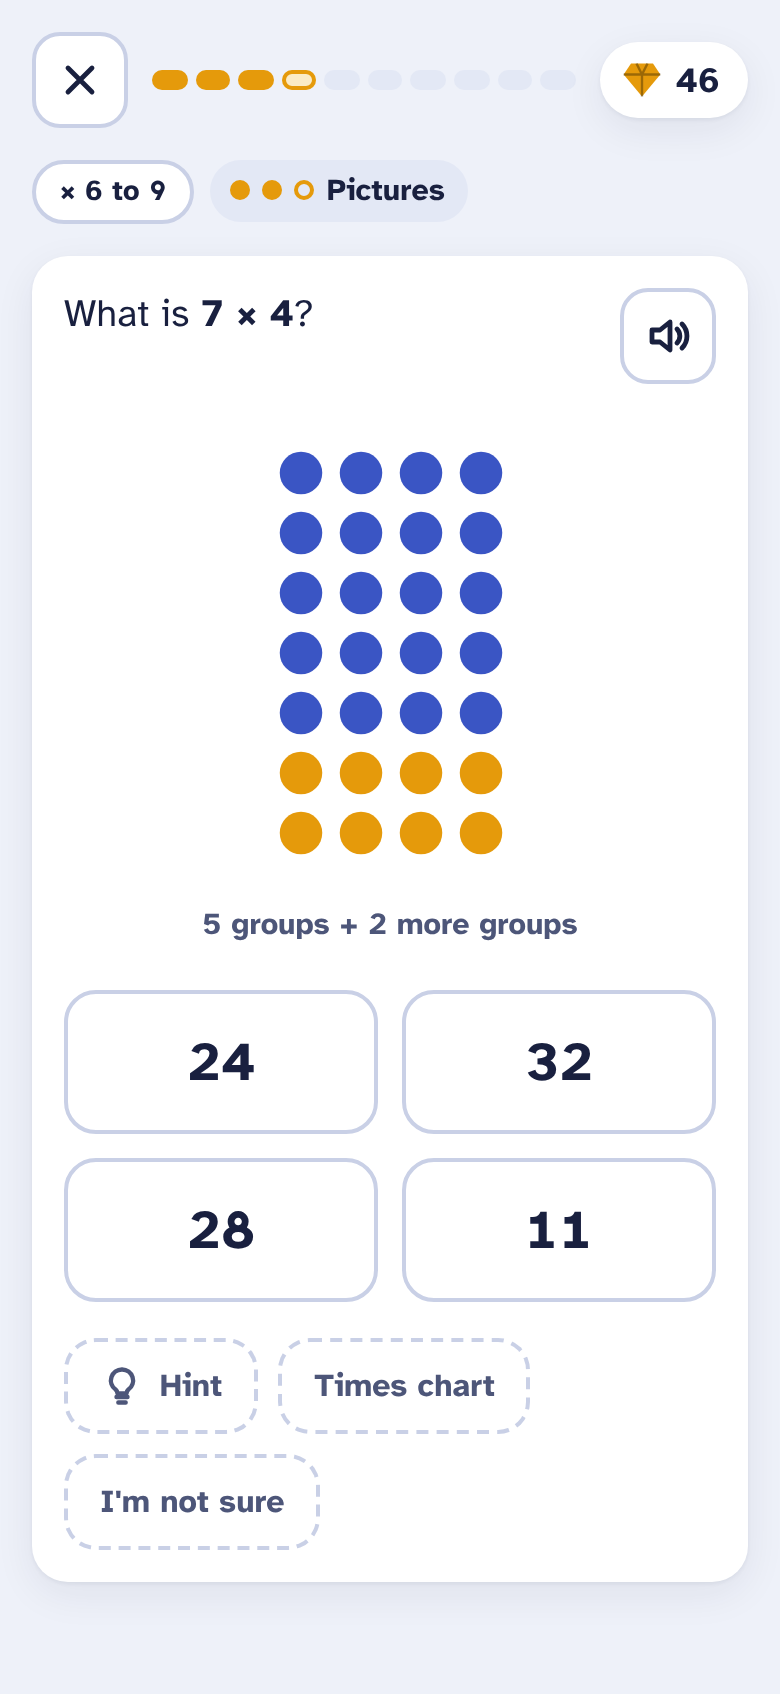 46
× 6 to 9
Pictures
What is 7 × 4?
5 groups + 2 more groups
24
32
28
11
Hint
Times chart
I'm not sure